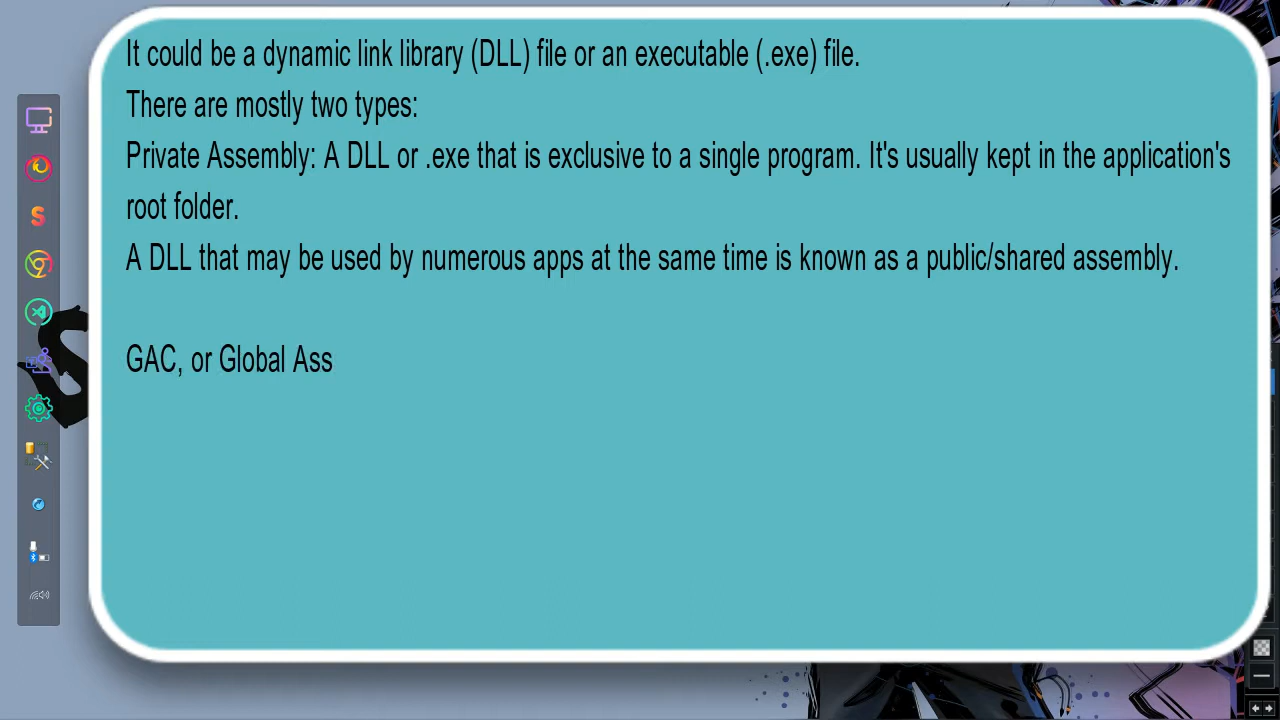 It could be a dynamic link library (DLL) file or an executable (.exe) file.
There are mostly two types:
Private Assembly: A DLL or .exe that is exclusive to a single program. It's usually kept in the application's
root folder.
A DLL that may be used by numerous apps at the same time is known as a public/shared assembly.
GAC, or Global Ass